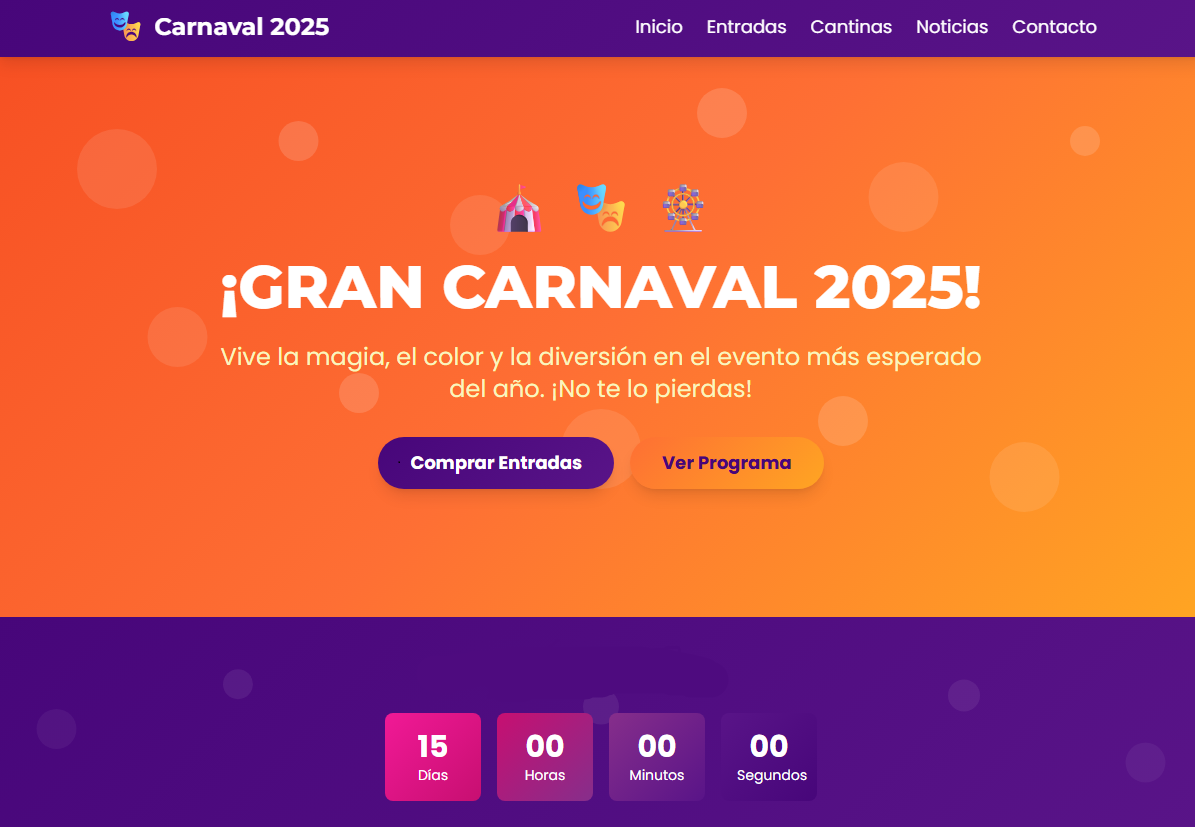 Carnaval 2025
Inicio Entradas Cantinas Noticias Contacto
¡GRAN CARNAVAL 2025!
Vive la magia, el color y la diversión en el evento más esperado
del año. ¡No te lo pierdas!
Comprar Entradas
Ver Programa
15
Días
00
Horas
00
Minutos
00
Segundos